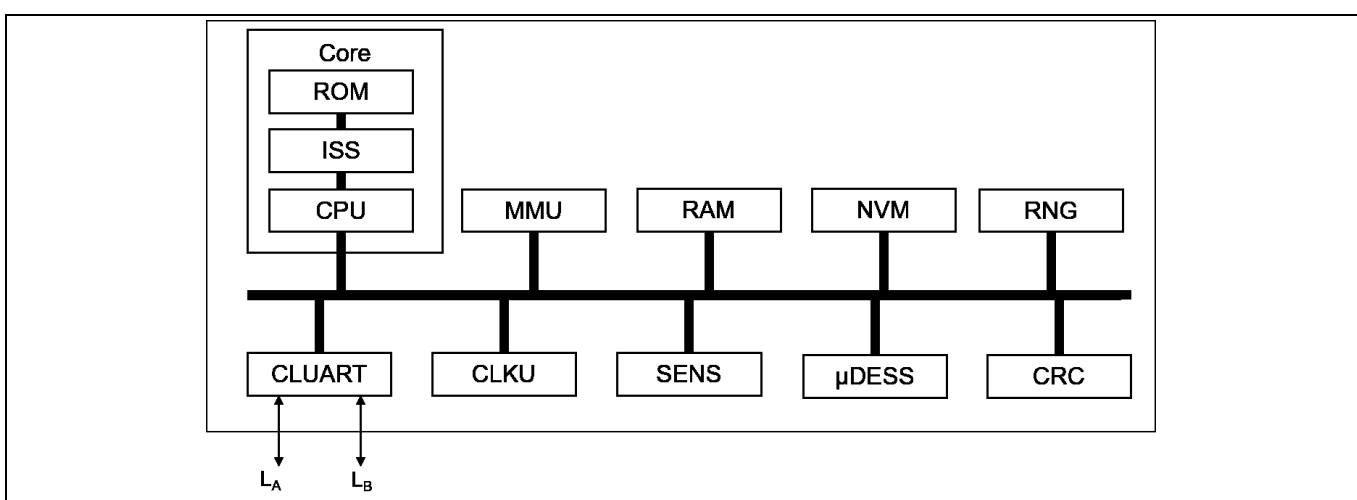 Core
ROM
ISS
CPU MMU RAM NVM RNG
CLUART CLKU SENS µDESS CRC
LA LB